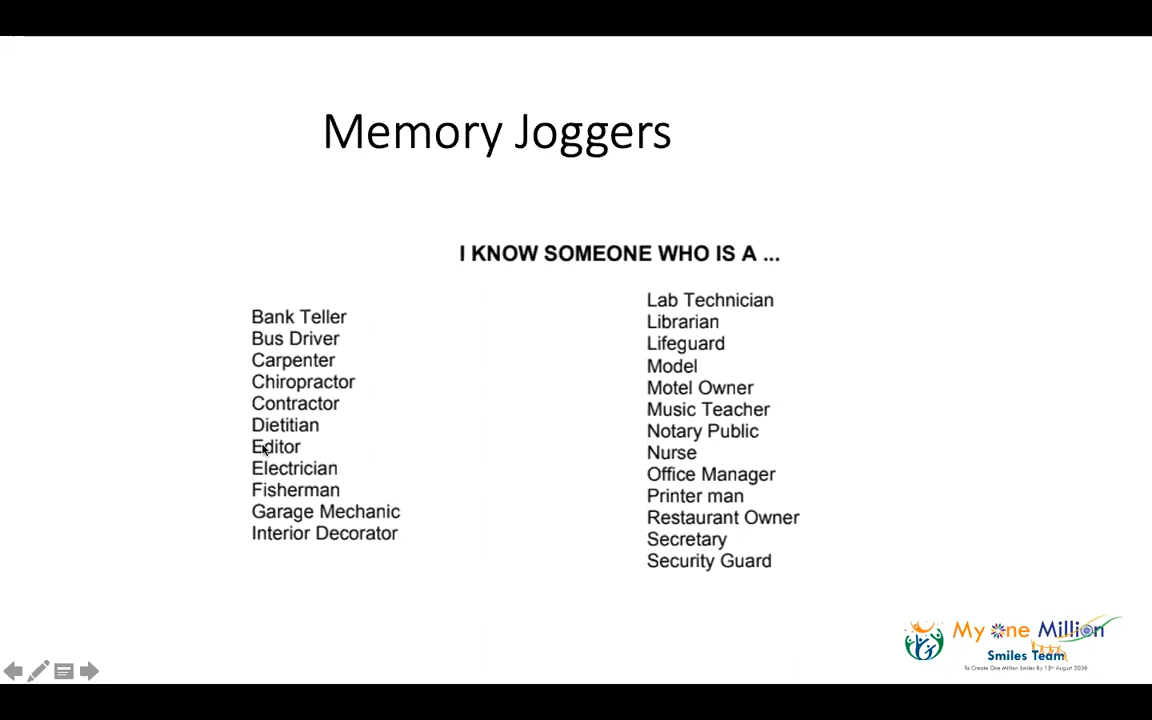 Memory Joggers
I KNOW SOMEONE WHO IS A ...
Bank Teller
Bus Driver
Carpenter
Chiropractor
Contractor
Dietitian
Editor
Electrician
Fisherman
Garage Mechanic
Interior Decorator
Lab Technician
Librarian
Lifeguard
Model
Motel Owner
Music Teacher
Notary Public
Nurse
Office Manager
Printer man
Restaurant Owner
Secretary
Security Guard
My one Million
Smiles Team
To Create One Million Smiles By 15th August 2038